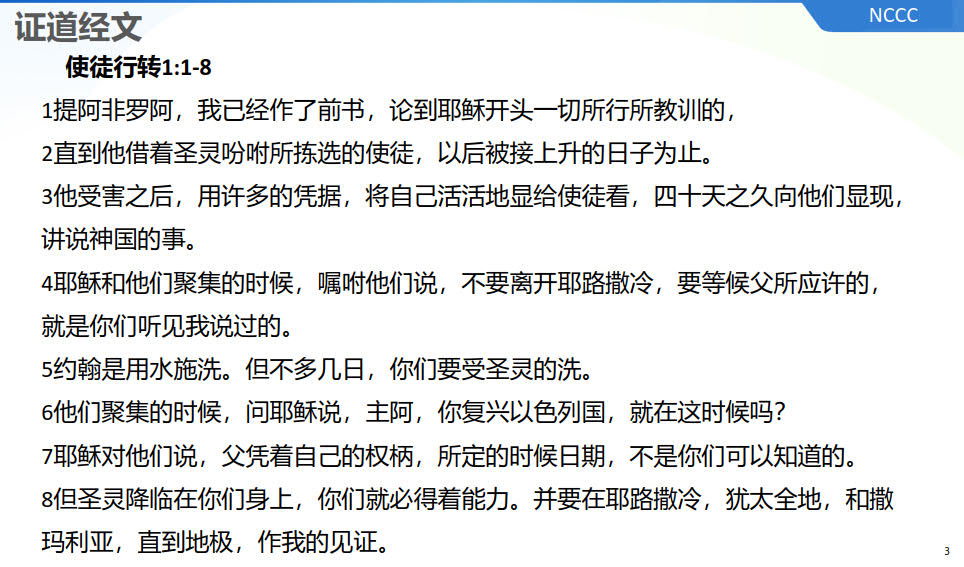 证道经文
NCCC
使徒行转1:1-8
1提阿非罗阿，我已经作了前书，论到耶稣开头一切所行所教训的，
2直到他借着圣灵吩咐所拣选的使徒，以后被接上升的日子为止。
3他受害之后，用许多的凭据，将自己活活地显给使徒看，四十天之久向他们显现，
讲说神国的事。
4耶稣和他们聚集的时候，嘱咐他们说，不要离开耶路撒冷，要等候父所应许的，
就是你们听见我说过的。
5约翰是用水施洗。但不多几日，你们要受圣灵的洗。
6他们聚集的时候，问耶稣说，主阿，你复兴以色列国，就在这时候吗？
7耶稣对他们说，父凭着自己的权柄，所定的时候日期，不是你们可以知道的。
8但圣灵降临在你们身上，你们就必得着能力。并要在耶路撒冷，犹太全地，和撒
玛利亚，直到地极，作我的见证。
3